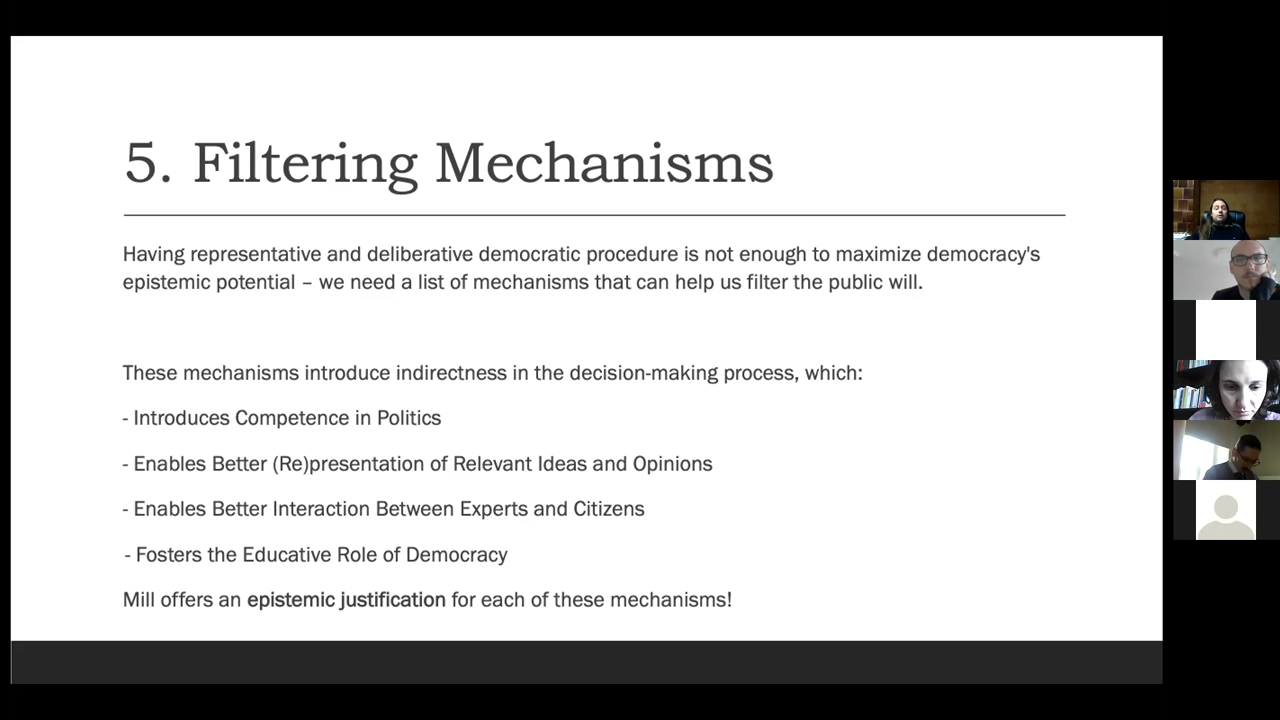 5. Filtering Mechanisms
Having representative and deliberative democratic procedure is not enough to maximize democracy's
epistemic potential – we need a list of mechanisms that can help us filter the public will.
These mechanisms introduce indirectness in the decision-making process, which:
- Introduces Competence in Politics
- Enables Better (Re)presentation of Relevant Ideas and Opinions
- Enables Better Interaction Between Experts and Citizens
- Fosters the Educative Role of Democracy
Mill offers an epistemic justification for each of these mechanisms!